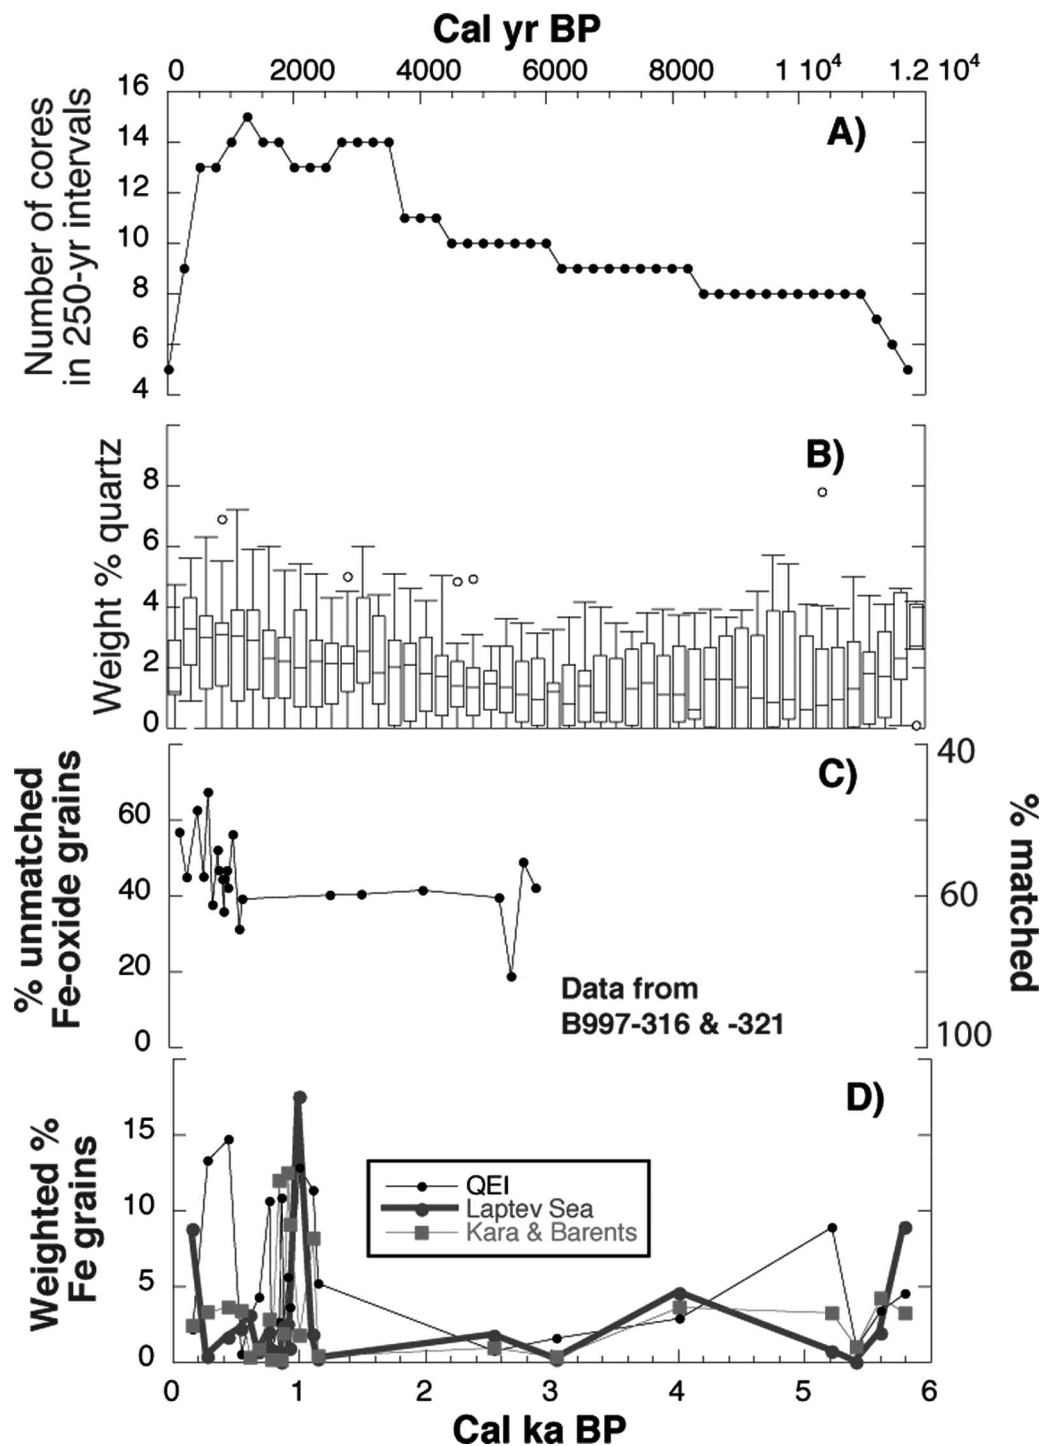 Cal yr BP
0 2000 4000 6000 8000 1 10⁴ 1.2 10⁴
Number of cores
in 250-yr intervals
16
14
12
10
8
6
4
A)
Weight % quartz
8
6
4
2
0
B)
% unmatched
Fe-oxide grains
60
40
20
0
C)
40
60
100
% matched
Data from
B997-316 & -321
Weighted %
Fe grains
15
10
5
0
D)
QEI
Laptev Sea
Kara & Barents
0 1 2 3 4 5 6
Cal ka BP